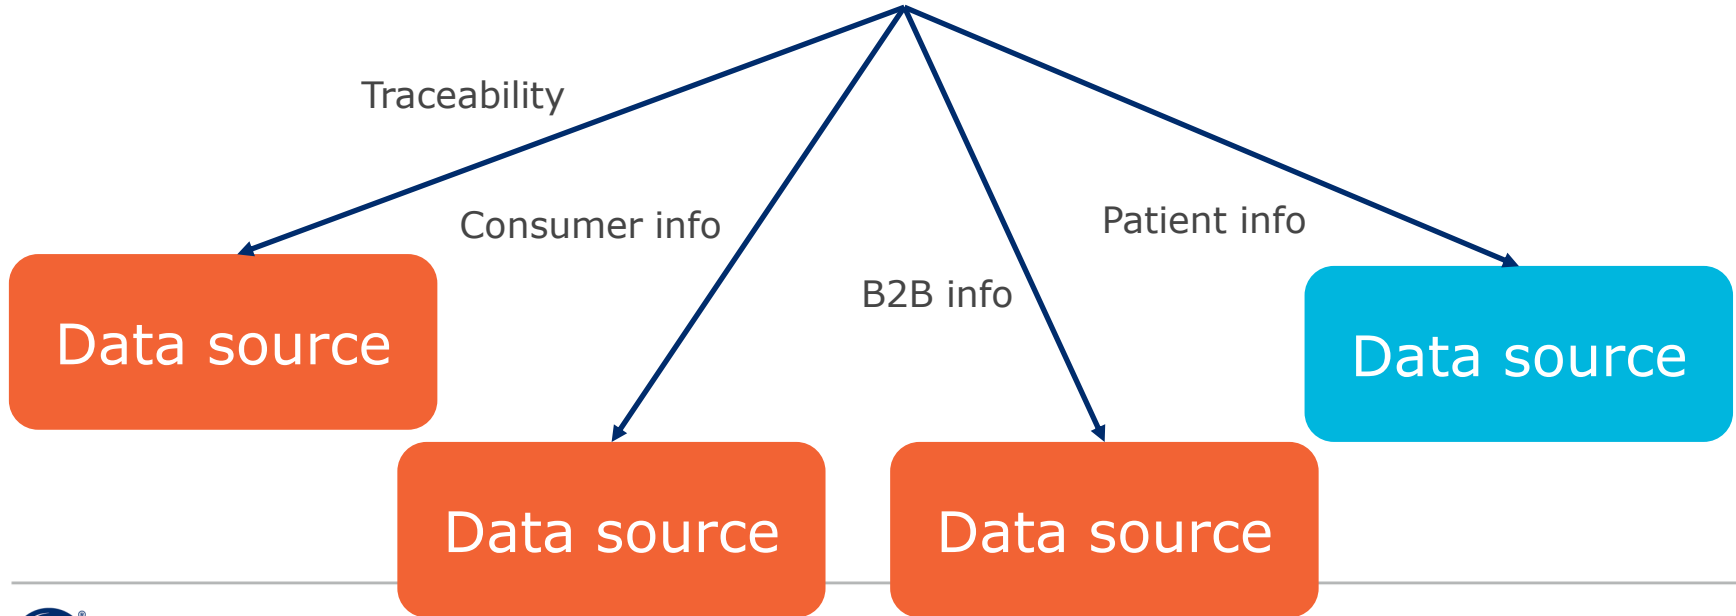 Traceability
Consumer info
Patient info
B2B info
Data source
Data source
Data source
Data source
®